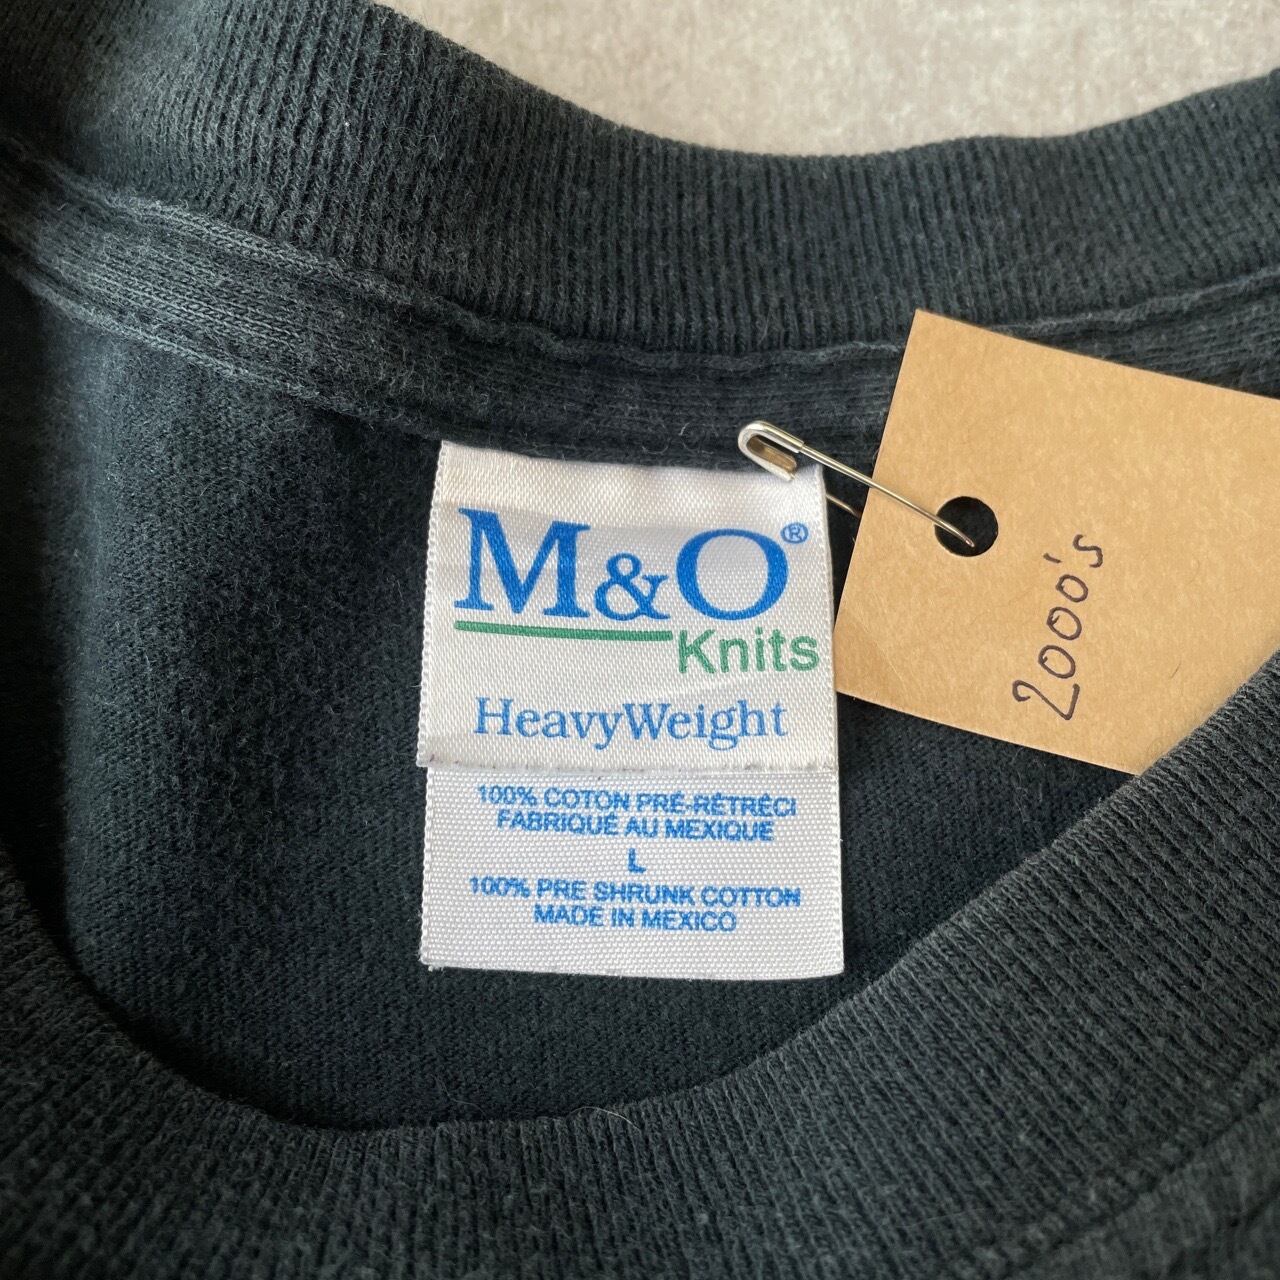 M&O®
Knits
HeavyWeight
100% COTON PRÉ-RÉTRÉCI
FABRIQUÉ AU MEXIQUE
L
100% PRE SHRUNK COTTON
MADE IN MEXICO
2000's